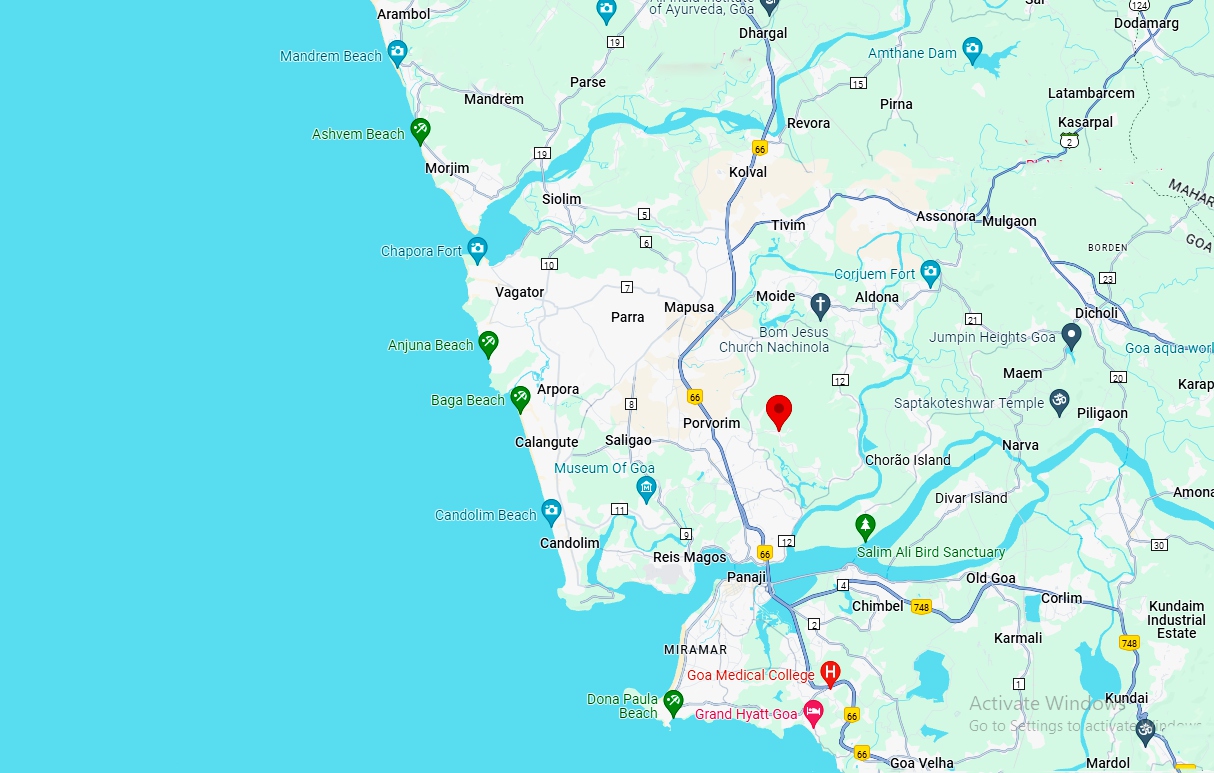 Arambol
of Ayurveda, Goa
124
Dodamarg
Dhargal
19
Mandrem Beach
Amthane Dam
Parse
15
Latambarcem
Mandrëm
Pirna
Kasarpal
Revora
Ashvem Beach
2
66
19
Morjim
Kolval
Siolim
5
Assonora
Mulgaon
MAHAR
Tivim
6
GOA
Chapora Fort
BORDEN
10
Corjuem Fort
23
7
Vagator
Moide
Aldona
Mapusa
Dicholi
Parra
21
Bom Jesus
Church Nachinola
Jumpin Heights Goa
Anjuna Beach
Goa aqua worl
Maem
20
12
Karap
Arpora
66
Baga Beach
8
Saptakoteshwar Temple
Piligaon
Porvorim
Calangute
Saligao
Narva
Chorão Island
Museum Of Goa
Amona
Divar Island
11
Candolim Beach
9
12
30
Candolim
Reis Magos
66
Salim Ali Bird Sanctuary
Panaji
4
Old Goa
Corlim
Chimbel
748
Kundaim
Industrial
Estate
2
Karmali
748
MIRAMAR
Goa Medical College
H
1
Dona Paula
Beach
Kundai
Activate Windows
Grand Hyatt Goa
66
Go to Settings to activate Windows.
66
Goa Velha
Mardol